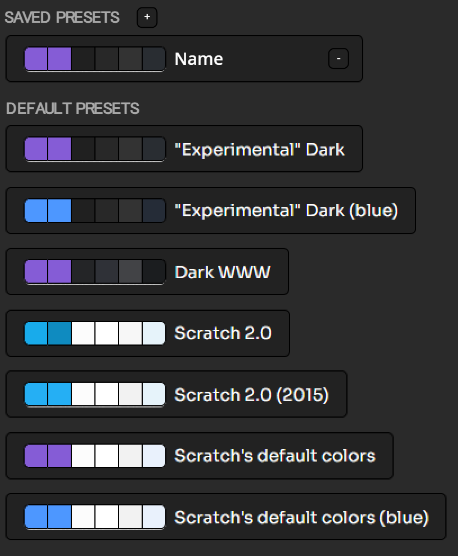 SAVED PRESETS +
Name -
DEFAULT PRESETS
"Experimental" Dark
"Experimental" Dark (blue)
Dark WWW
Scratch 2.0
Scratch 2.0 (2015)
Scratch's default colors
Scratch's default colors (blue)